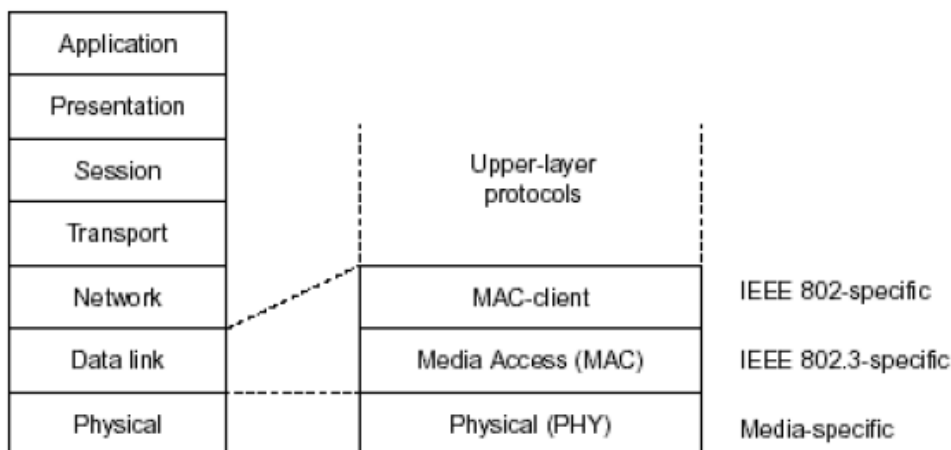 Application
Presentation
Session
Transport
Network
Data link
Physical
Upper-layer
protocols
MAC-client
Media Access (MAC)
Physical (PHY)
IEEE 802-specific
IEEE 802.3-specific
Media-specific